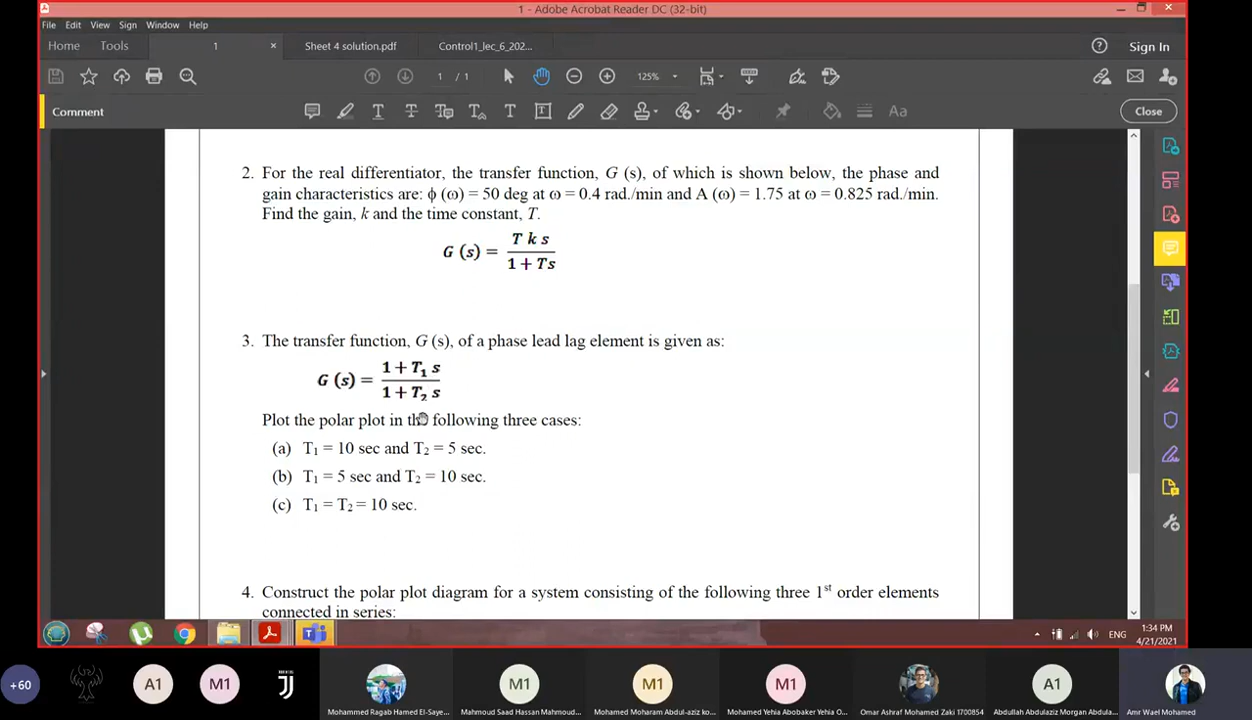 1 - Adobe Acrobat Reader DC (32-bit)
File Edit View Sign Window Help
Home Tools 1 × Sheet 4 solution.pdf Control1_lec_6_202... Sign In
1 / 1 125%
Comment Close
2. For the real differentiator, the transfer function, G (s), of which is shown below, the phase and
gain characteristics are: ϕ (ω) = 50 deg at ω = 0.4 rad./min and A (ω) = 1.75 at ω = 0.825 rad./min.
Find the gain, k and the time constant, T.
G (s) = T k s / 1 + Ts
3. The transfer function, G (s), of a phase lead lag element is given as:
G (s) = 1 + T₁ s / 1 + T₂ s
Plot the polar plot in the following three cases:
(a) T₁ = 10 sec and T₂ = 5 sec.
(b) T₁ = 5 sec and T₂ = 10 sec.
(c) T₁ = T₂ = 10 sec.
4. Construct the polar plot diagram for a system consisting of the following three 1st order elements
connected in series:
ENG 1:34 PM
4/21/2021
+60 A1 M1 M1 M1 M1 A1
Mohammed Ragab Hamed El-Saye... Mahmoud Saad Hassan Mahmoud... Mohamed Moharam Abdul-aziz ko... Mohamed Yehia Abobaker Yehia O... Omar Ashraf Mohamed Zaki 1700854 Abdullah Abdulaziz Morgan Abdula... Amr Wael Mohamed